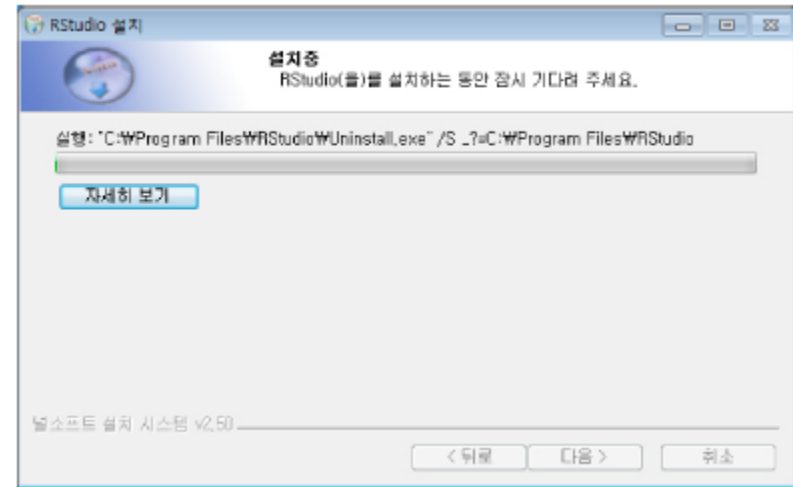 RStudio 설치
설치중
RStudio(을)를 설치하는 동안 잠시 기다려 주세요.
실행: "C:₩Program Files₩RStudio₩Uninstall.exe" /S _?=C:₩Program Files₩RStudio
자세히 보기
널소프트 설치 시스템 v2,50
< 뒤로
다음 >
취소